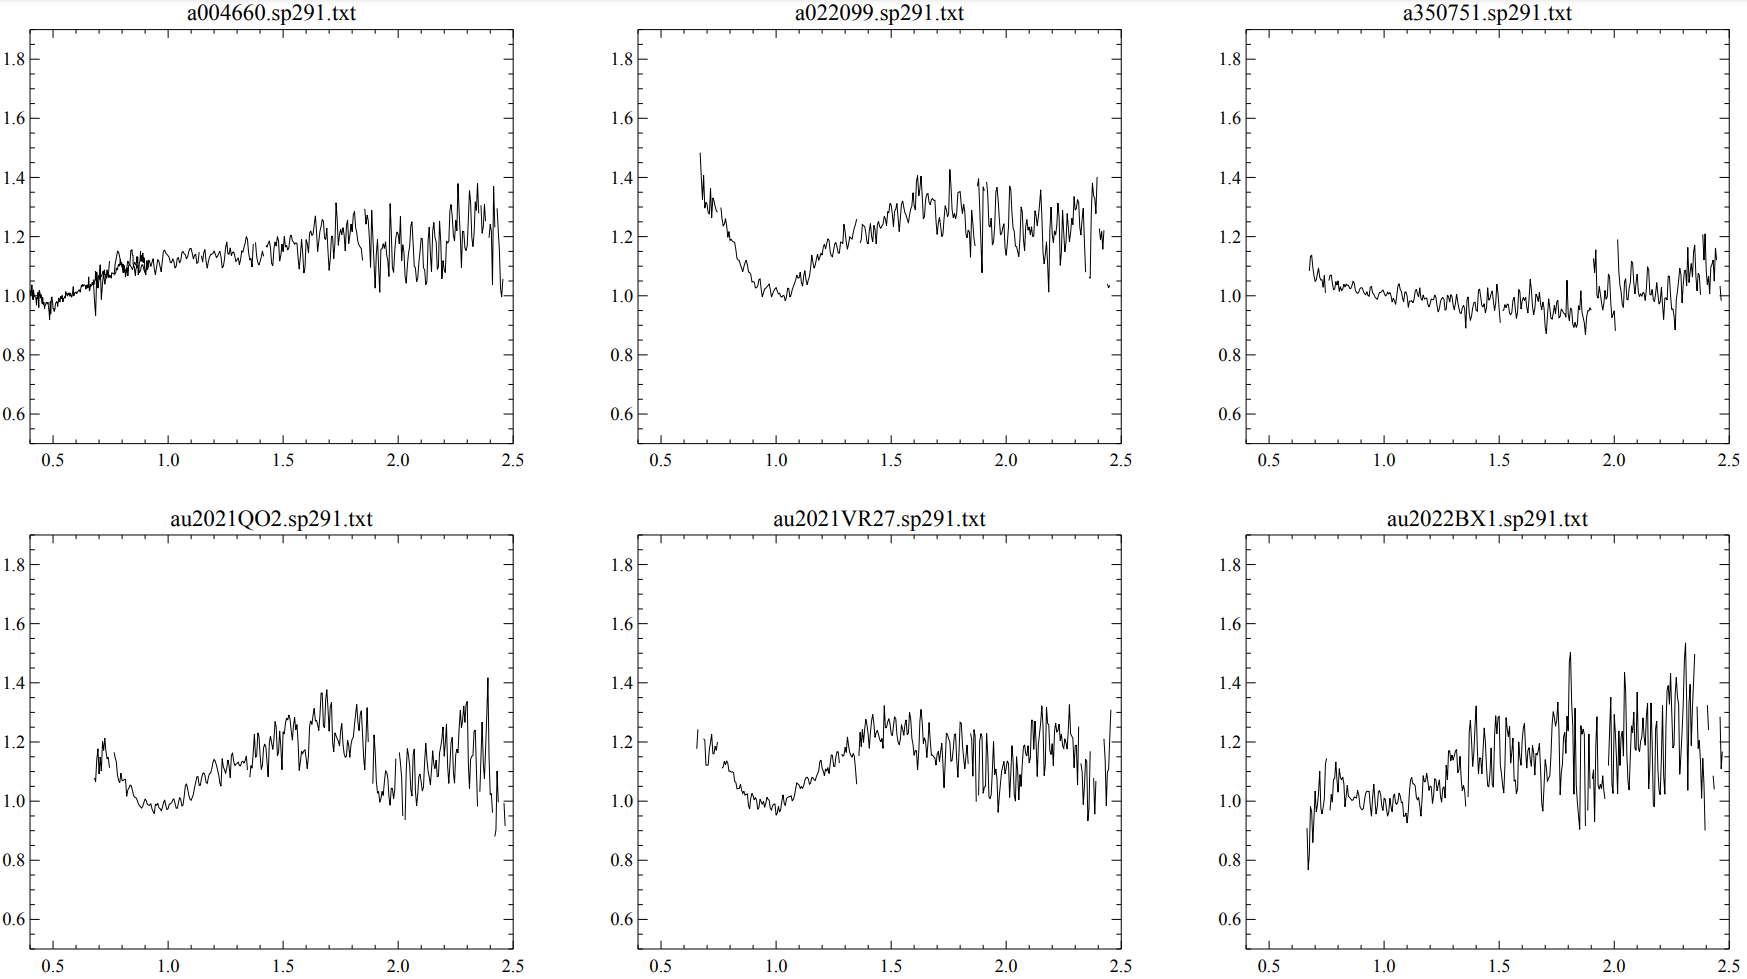 a004660.sp291.txt a022099.sp291.txt a350751.sp291.txt
1.8 1.8 1.8
1.6 1.6 1.6
1.4 1.4 1.4
1.2 1.2 1.2
1.0 1.0 1.0
0.8 0.8 0.8
0.6 0.6 0.6
0.5 1.0 1.5 2.0 2.5 0.5 1.0 1.5 2.0 2.5 0.5 1.0 1.5 2.0 2.5
au2021QO2.sp291.txt au2021VR27.sp291.txt au2022BX1.sp291.txt
1.8 1.8 1.8
1.6 1.6 1.6
1.4 1.4 1.4
1.2 1.2 1.2
1.0 1.0 1.0
0.8 0.8 0.8
0.6 0.6 0.6
0.5 1.0 1.5 2.0 2.5 0.5 1.0 1.5 2.0 2.5 0.5 1.0 1.5 2.0 2.5